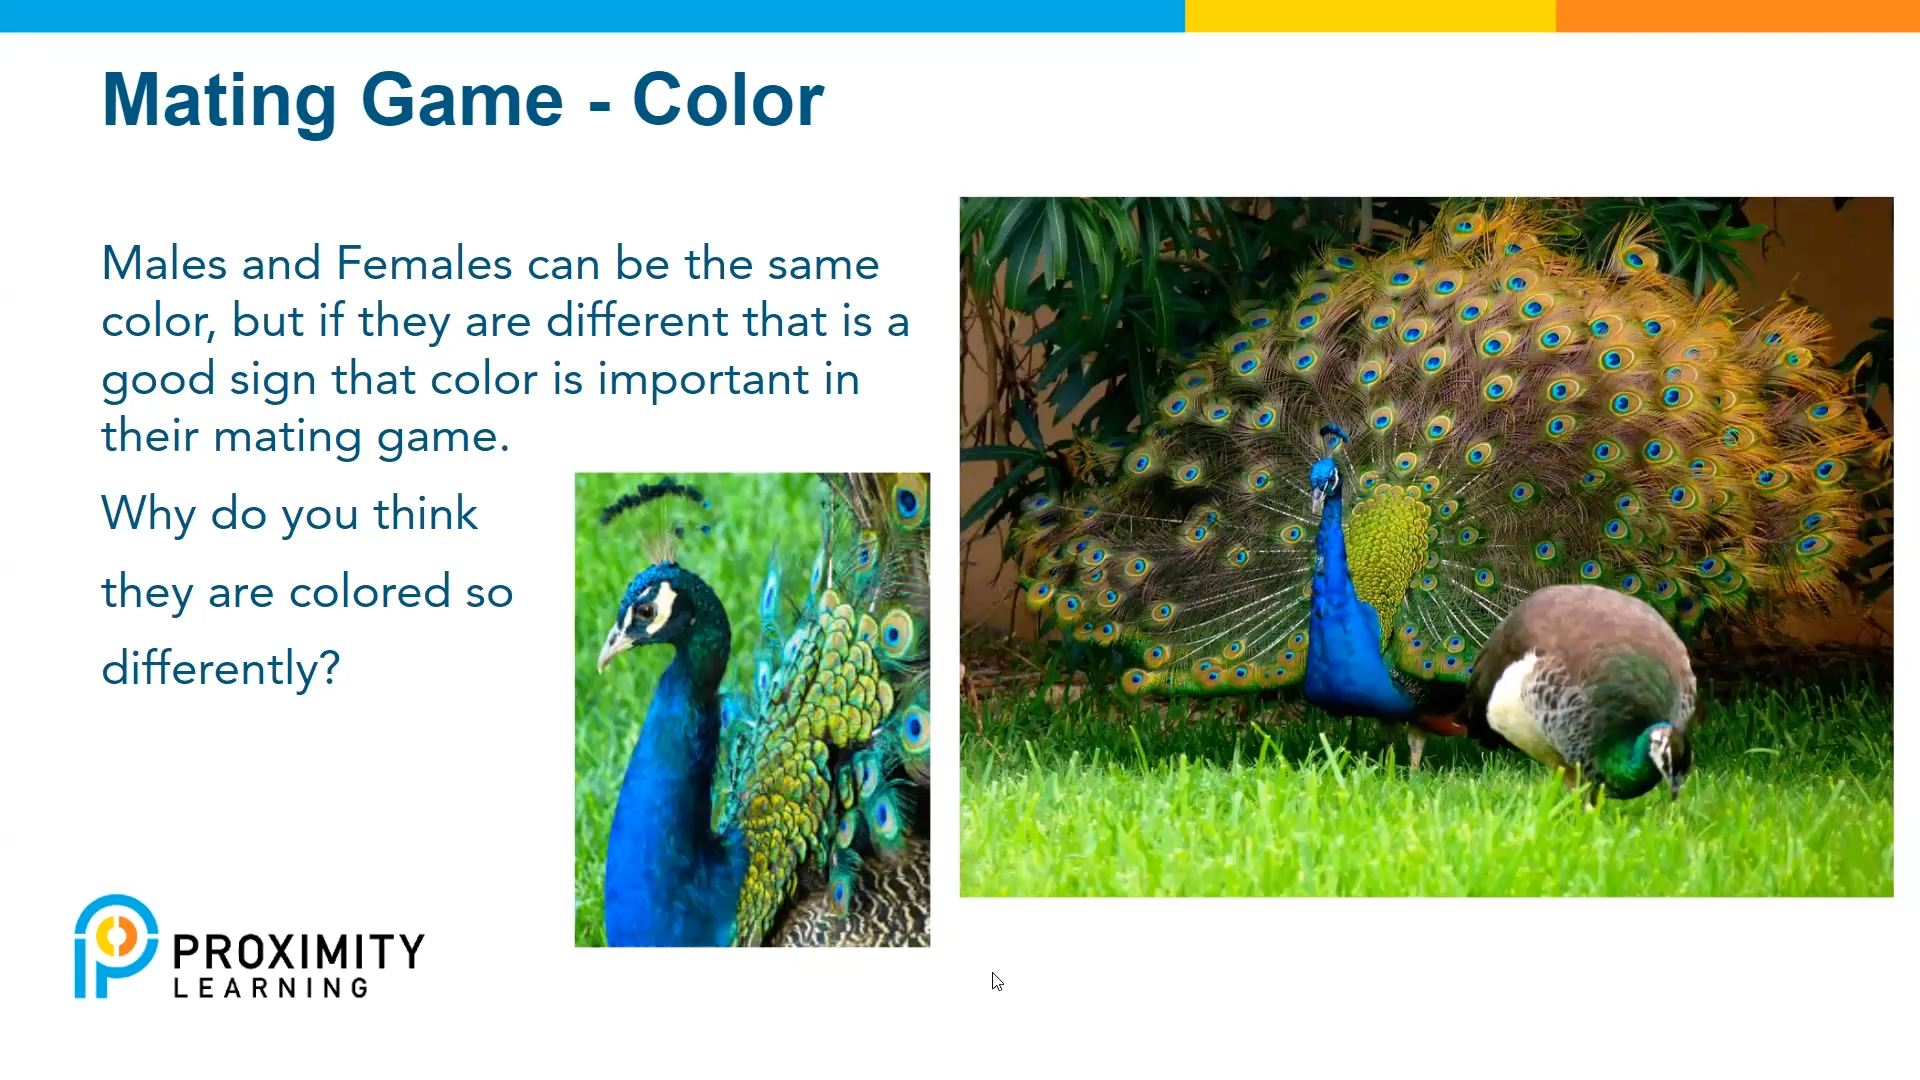 Mating Game - Color
Males and Females can be the same
color, but if they are different that is a
good sign that color is important in
their mating game.
Why do you think
they are colored so
differently?
PROXIMITY
LEARNING